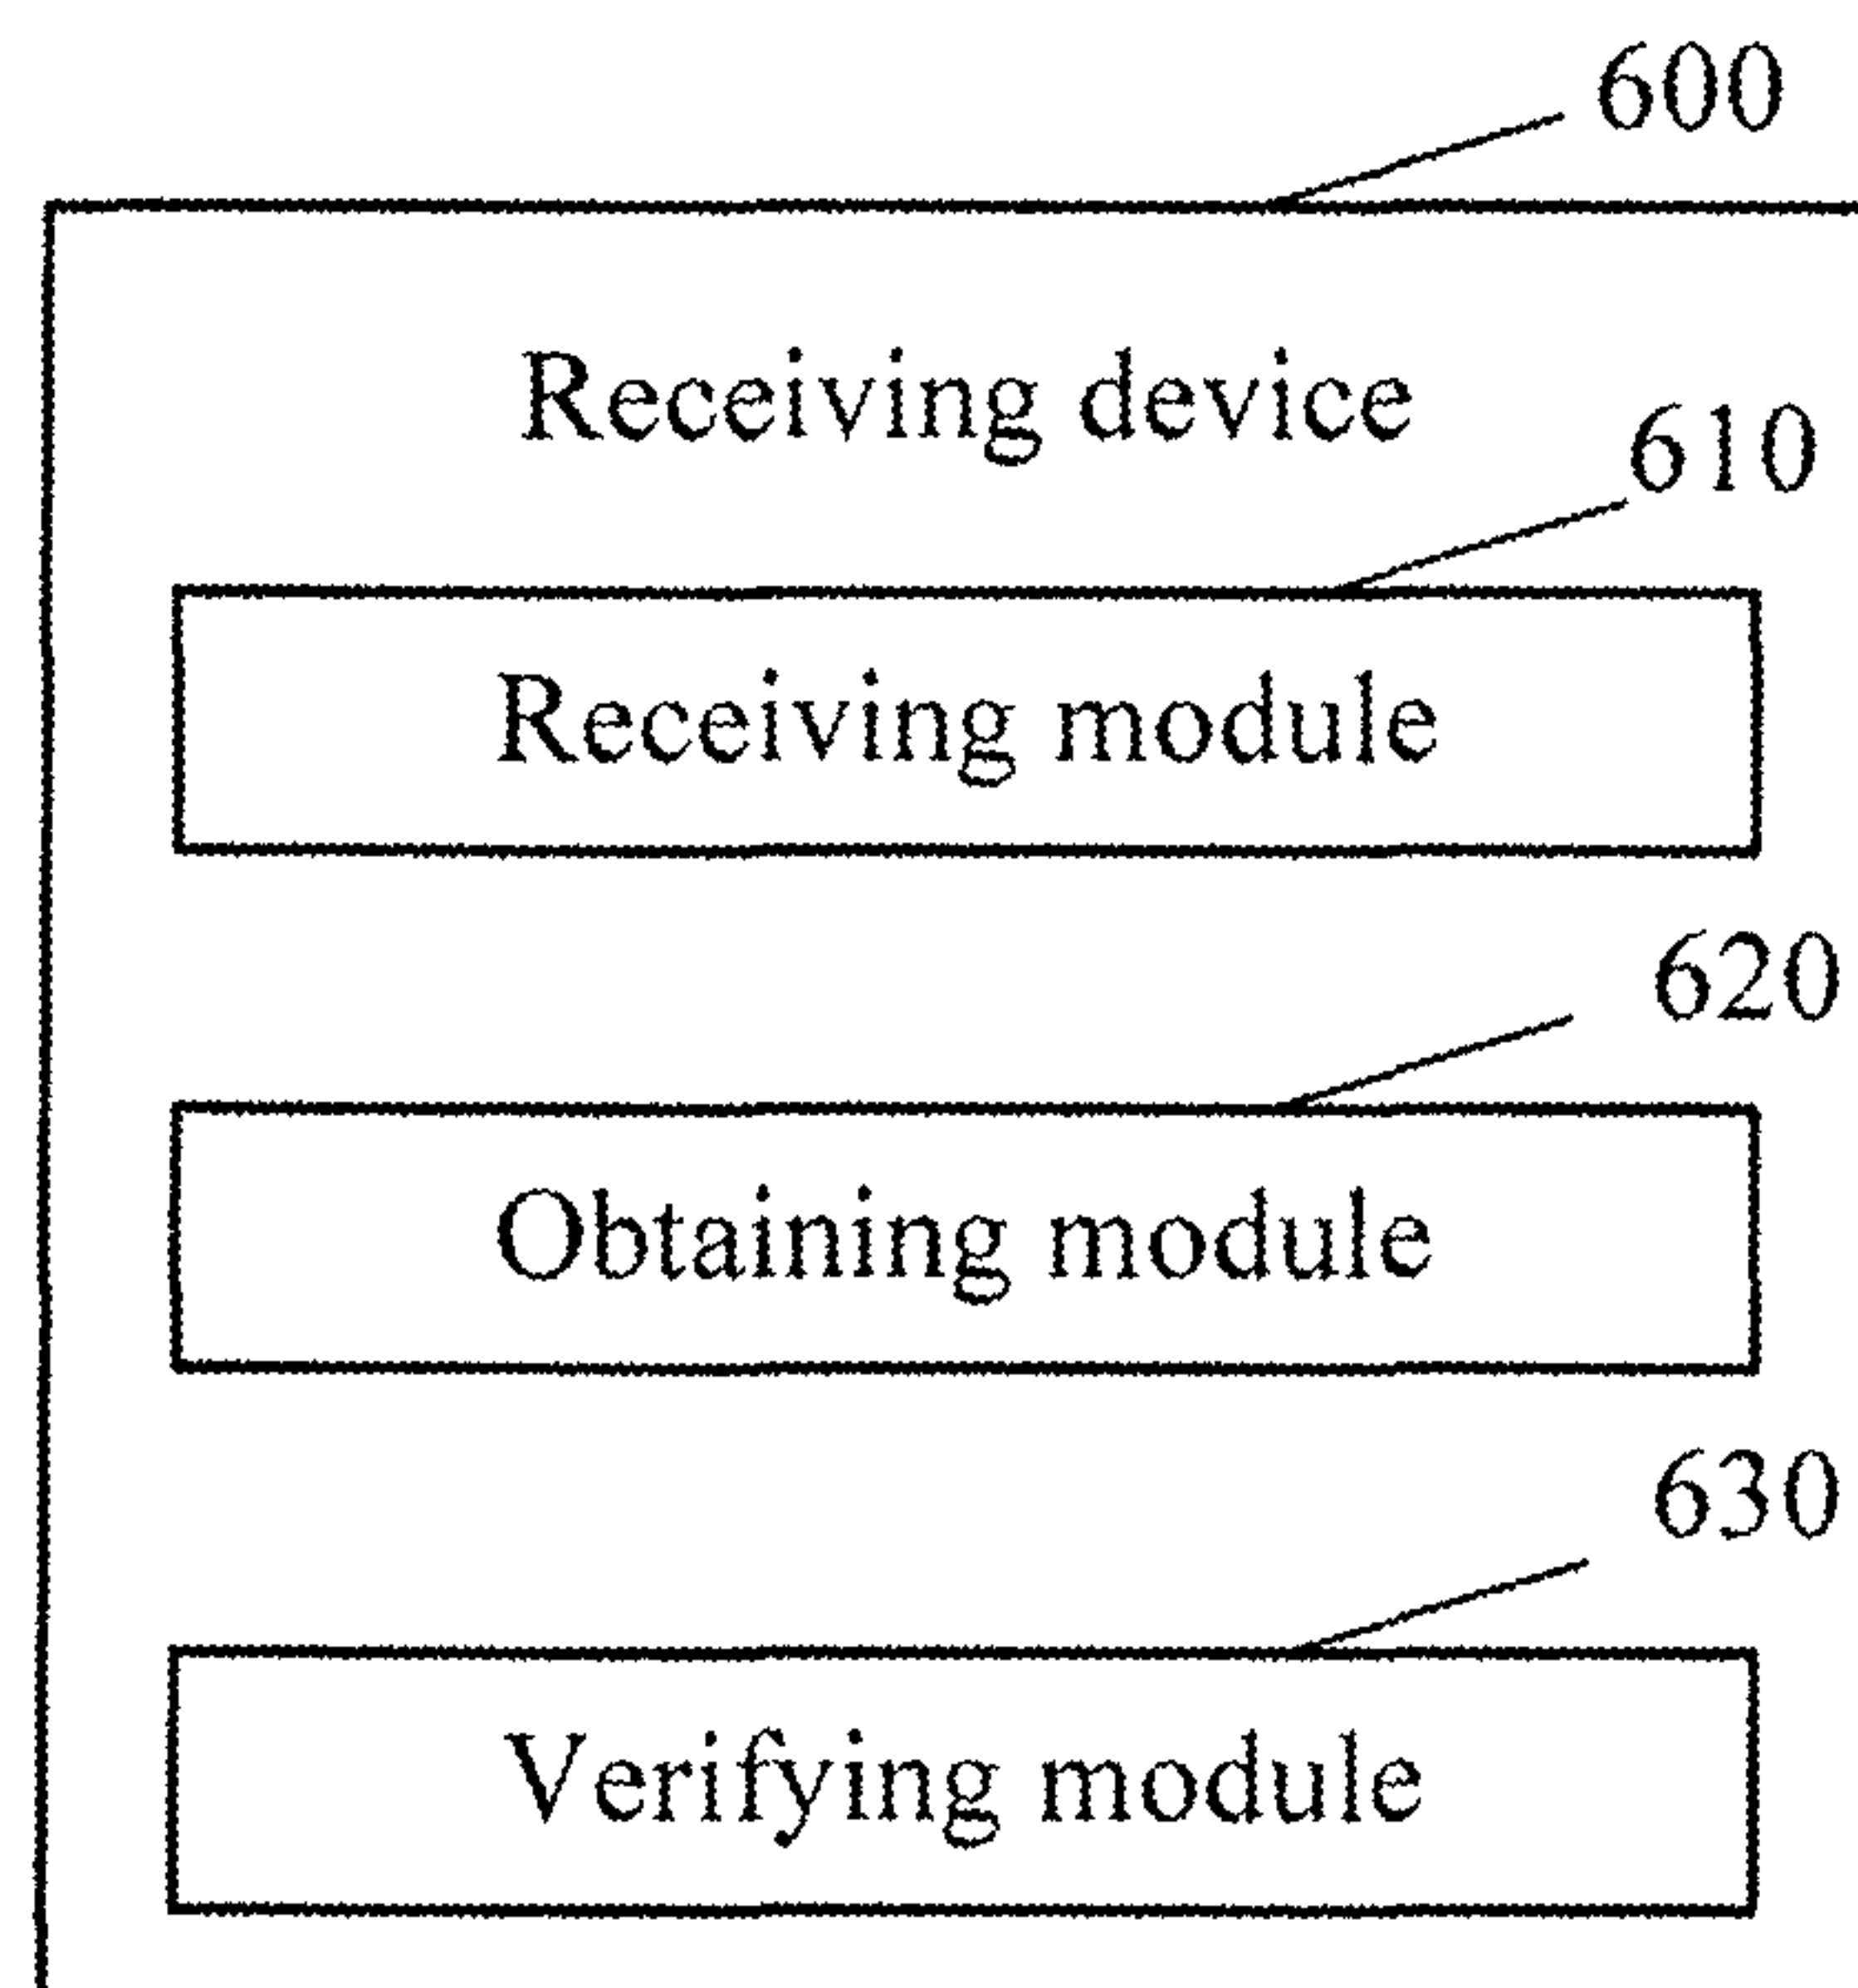 600
Receiving device
610
Receiving module
620
Obtaining module
630
Verifying module